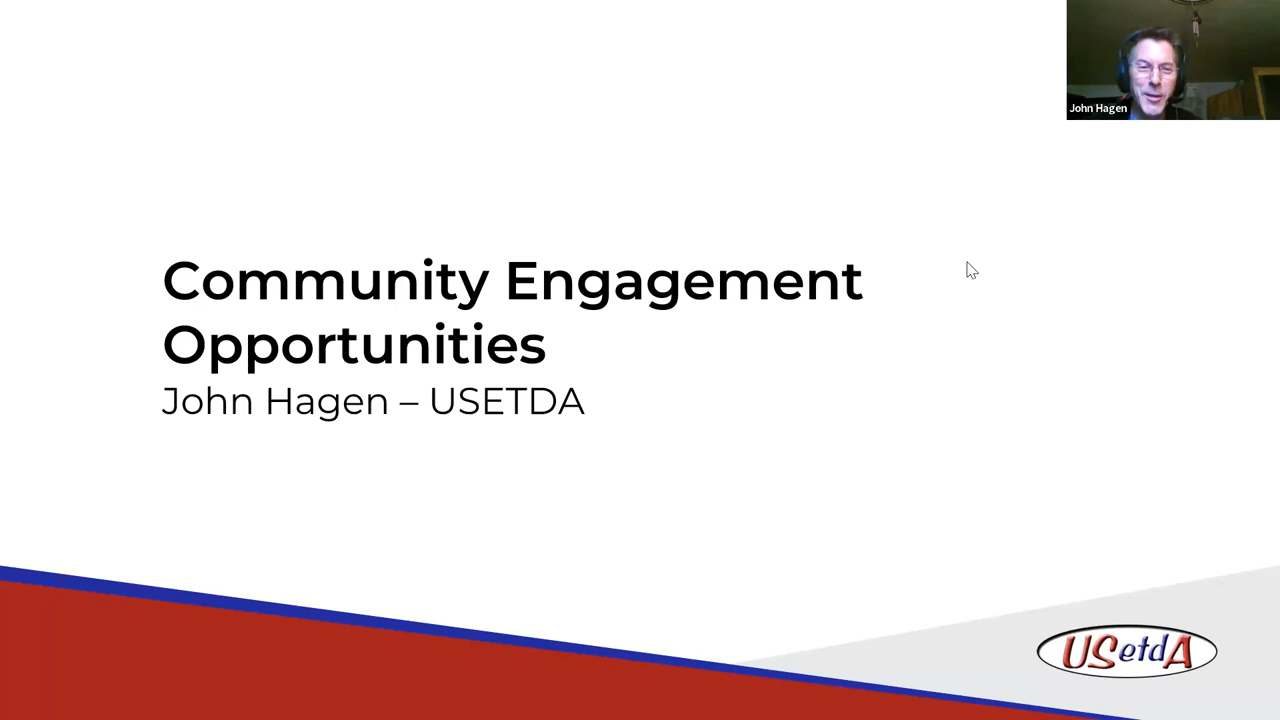 John Hagen
Community Engagement
Opportunities
John Hagen – USETDA
USetdA